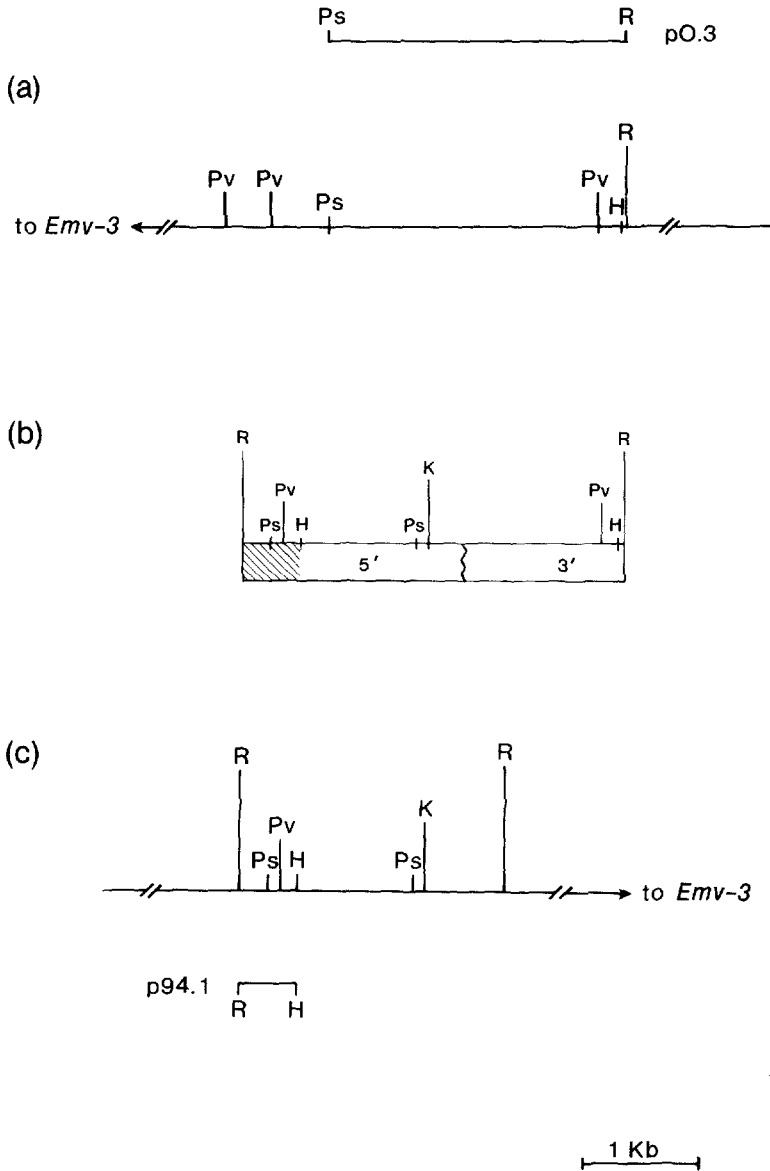 Ps R pO.3
(a)
R
Pv Pv Ps Pv H
to Emv-3
(b)
R R
K
Pv Pv
Ps H Ps H
5' 3'
(c)
R R
K
Pv
Ps H Ps
to Emv-3
p94.1
R H
1 Kb